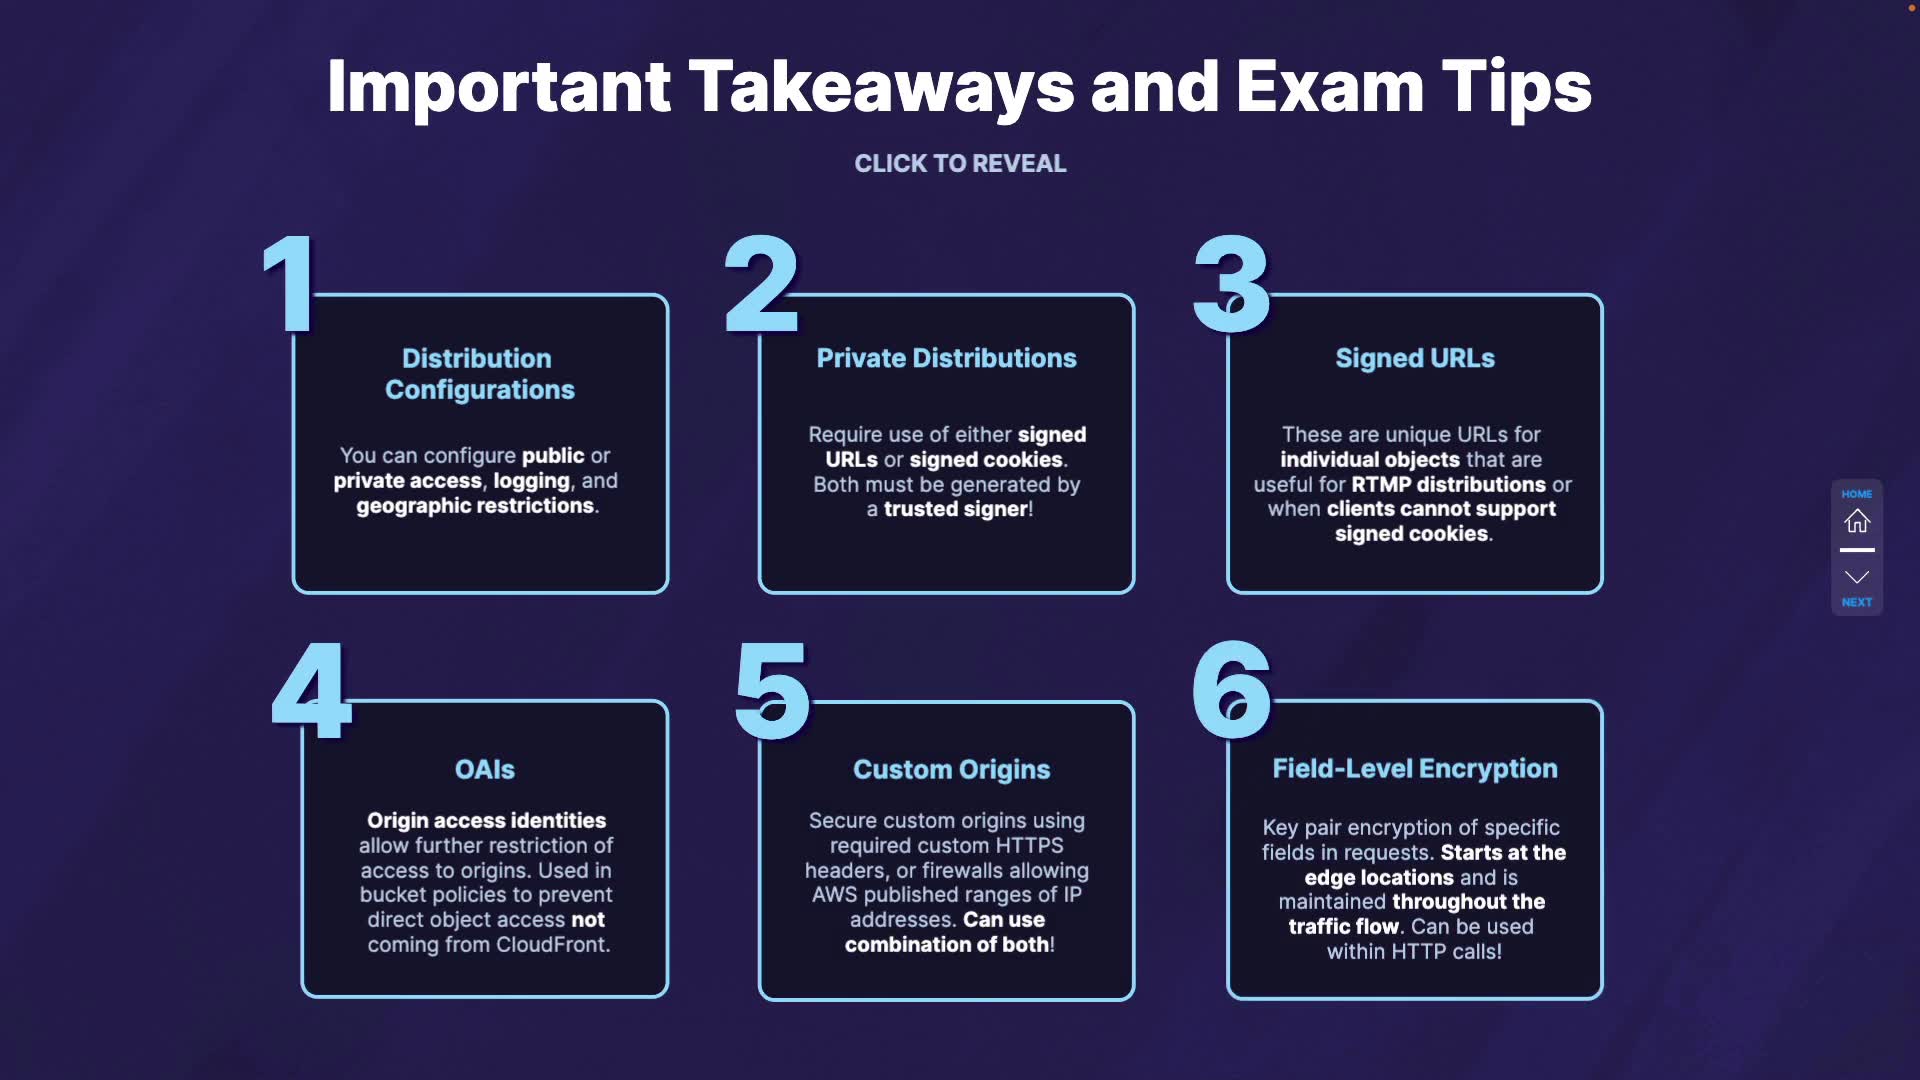 Important Takeaways and Exam Tips
CLICK TO REVEAL
1
Distribution
Configurations
You can configure public or
private access, logging, and
geographic restrictions.
2
Private Distributions
Require use of either signed
URLs or signed cookies.
Both must be generated by
a trusted signer!
3
Signed URLs
These are unique URLs for
individual objects that are
useful for RTMP distributions or
when clients cannot support
signed cookies.
4
OAIs
Origin access identities
allow further restriction of
access to origins. Used in
bucket policies to prevent
direct object access not
coming from CloudFront.
5
Custom Origins
Secure custom origins using
required custom HTTPS
headers, or firewalls allowing
AWS published ranges of IP
addresses. Can use
combination of both!
6
Field-Level Encryption
Key pair encryption of specific
fields in requests. Starts at the
edge locations and is
maintained throughout the
traffic flow. Can be used
within HTTP calls!
HOME
NEXT